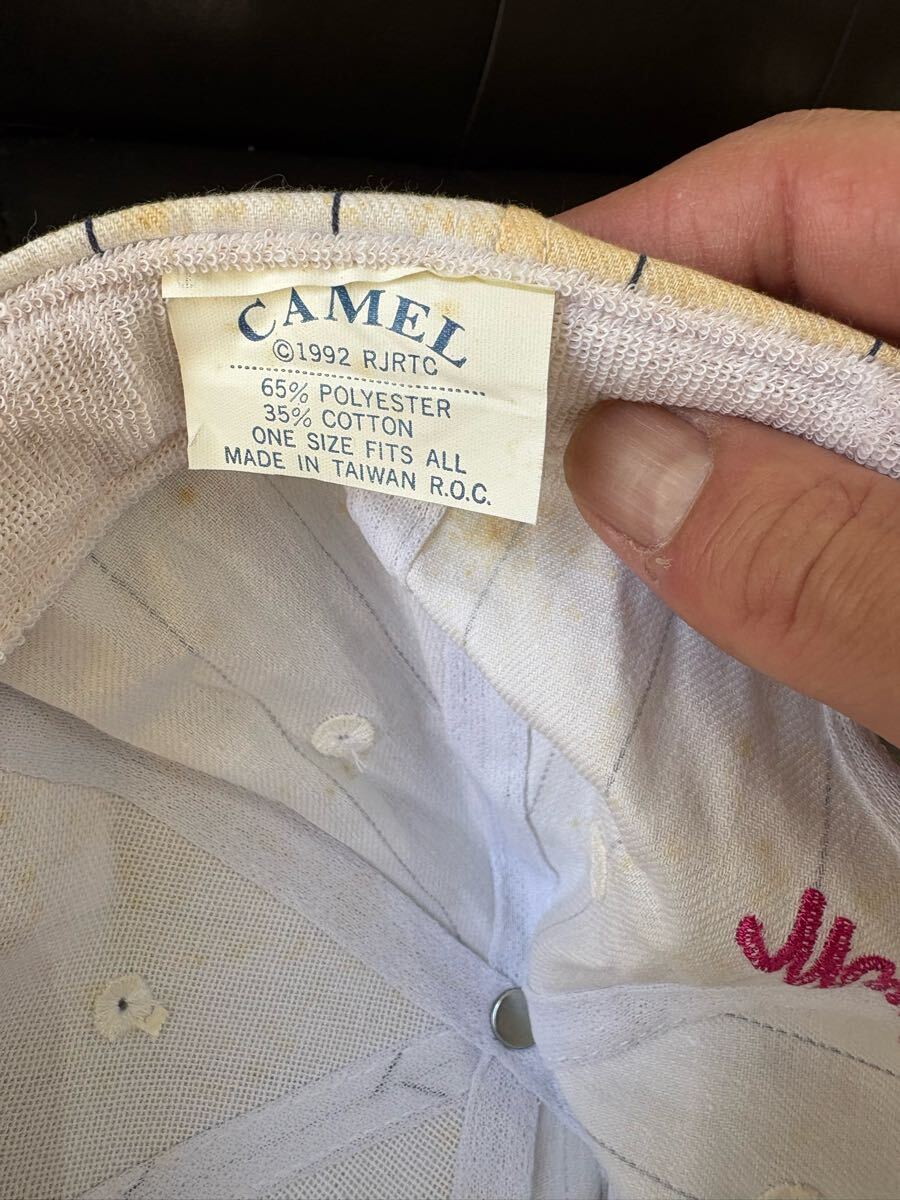 CAMEL
©1992 RJRTC
65% POLYESTER
35% COTTON
ONE SIZE FITS ALL
MADE IN TAIWAN R.O.C.